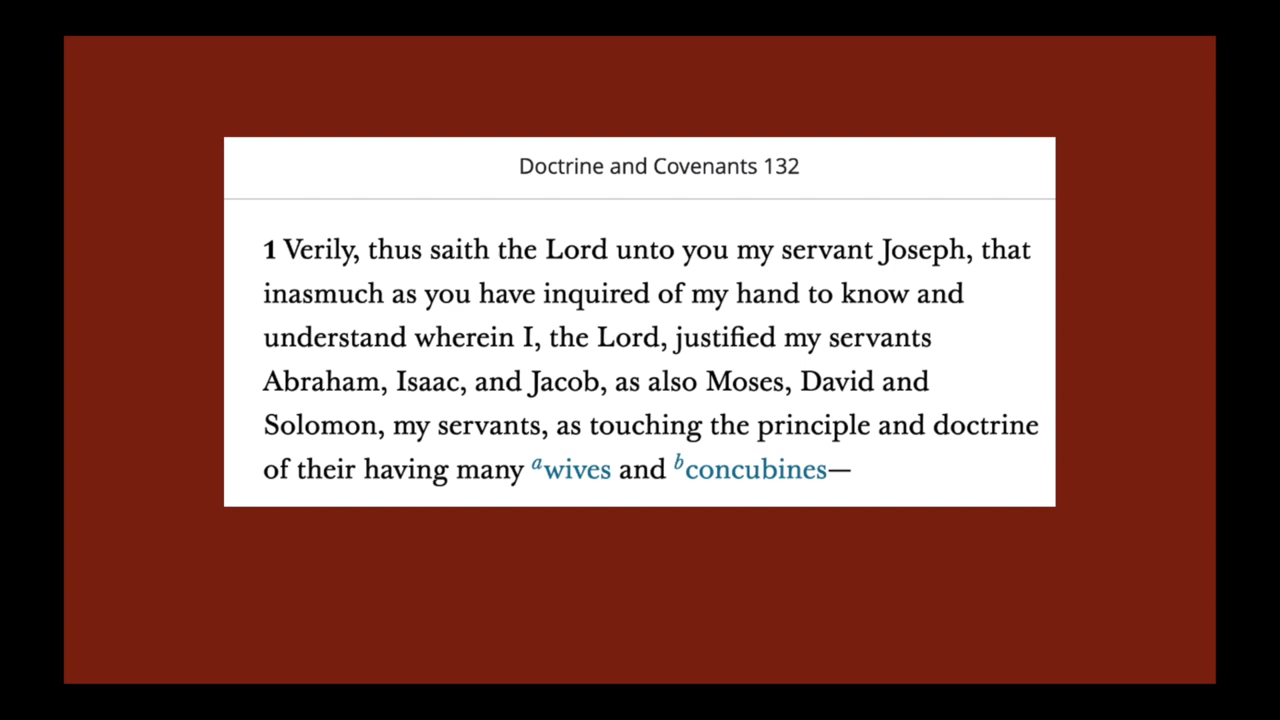 Doctrine and Covenants 132
1 Verily, thus saith the Lord unto you my servant Joseph, that
inasmuch as you have inquired of my hand to know and
understand wherein I, the Lord, justified my servants
Abraham, Isaac, and Jacob, as also Moses, David and
Solomon, my servants, as touching the principle and doctrine
of their having many a wives and b concubines—